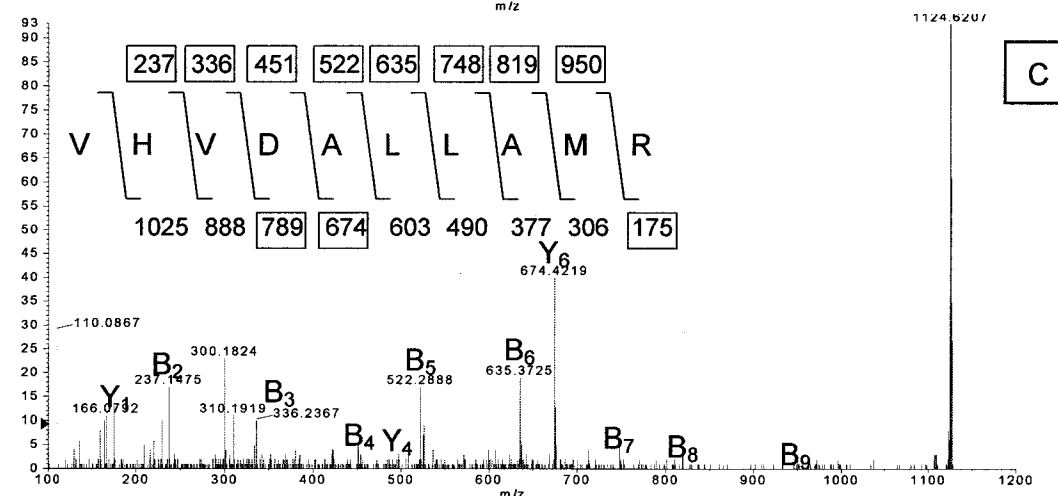 m/z
1124.6207
93
90
85
80
75
70
65
60
55
50
45
40
35
30
25
20
15
10
5
0
237 336 451 522 635 748 819 950
C
V H V D A L L A M R
1025 888 789 674 603 490 377 306 175
Y6
674.4219
110.0867
300.1824
B2
237.1475
B5
522.2888
B6
635.3725
Y1
166.0792
310.1919
B3
336.2367
B4
Y4
B7
B8
B9
100 200 300 400 500 600 700 800 900 1000 1100 1200
m/z